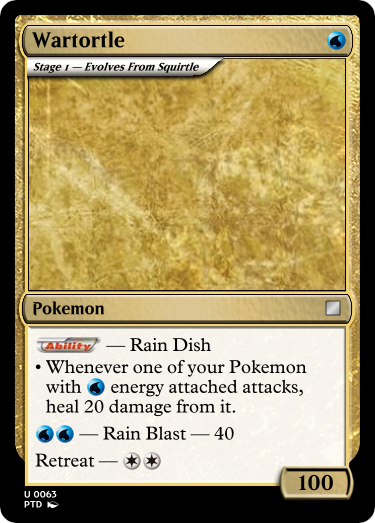 Wartortle
Stage 1 — Evolves From Squirtle
Pokemon
Ability — Rain Dish
• Whenever one of your Pokemon
with energy attached attacks,
heal 20 damage from it.
— Rain Blast — 40
Retreat —
100
U 0063
PTD